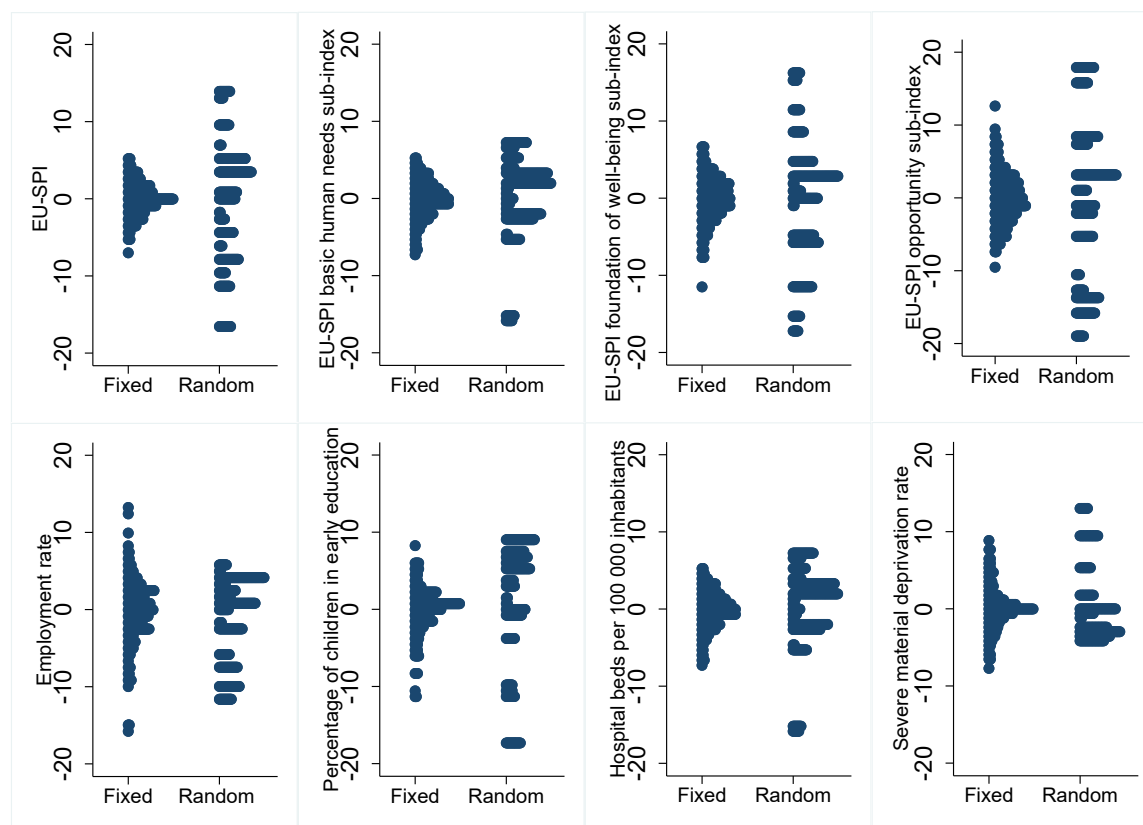 EU-SPI
20
10
0
-10
-20
Fixed Random
EU-SPI basic human needs sub-index
20
10
0
-10
-20
Fixed Random
EU-SPI foundation of well-being sub-index
20
10
0
-10
-20
Fixed Random
EU-SPI opportunity sub-index
20
10
0
-10
-20
Fixed Random
Employment rate
20
10
0
-10
-20
Fixed Random
Percentage of children in early education
20
10
0
-10
-20
Fixed Random
Hospital beds per 100 000 inhabitants
20
10
0
-10
-20
Fixed Random
Severe material deprivation rate
20
10
0
-10
-20
Fixed Random